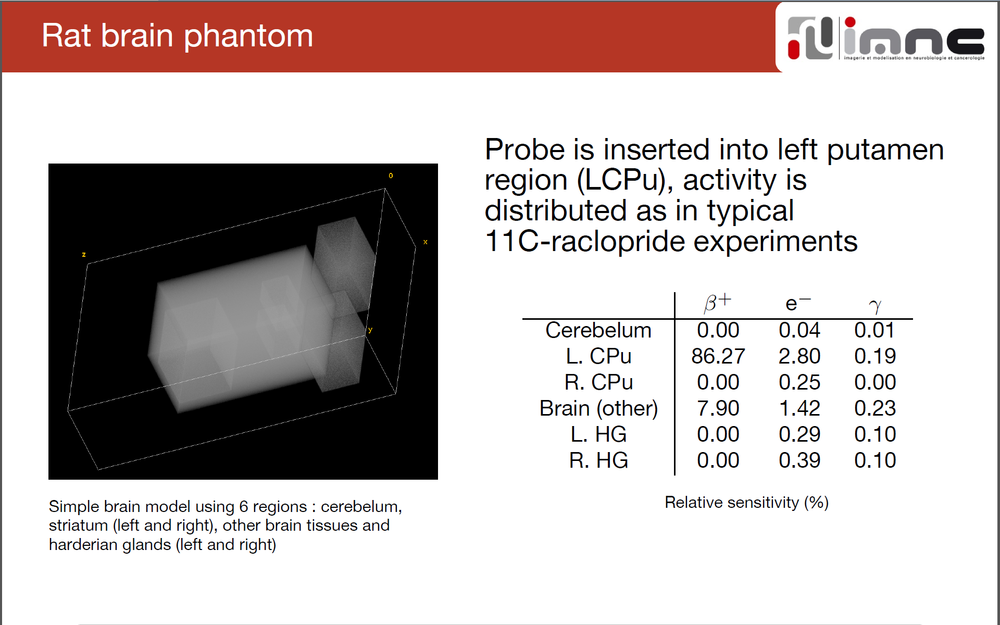 Rat brain phantom
imnc
imagerie et modelisation en neurobiologie et cancerologie
Probe is inserted into left putamen
region (LCPu), activity is
distributed as in typical
11C-raclopride experiments
0
x
z
y
β+ e− γ
Cerebelum 0.00 0.04 0.01
L. CPu 86.27 2.80 0.19
R. CPu 0.00 0.25 0.00
Brain (other) 7.90 1.42 0.23
L. HG 0.00 0.29 0.10
R. HG 0.00 0.39 0.10
Relative sensitivity (%)
Simple brain model using 6 regions : cerebelum,
striatum (left and right), other brain tissues and
harderian glands (left and right)